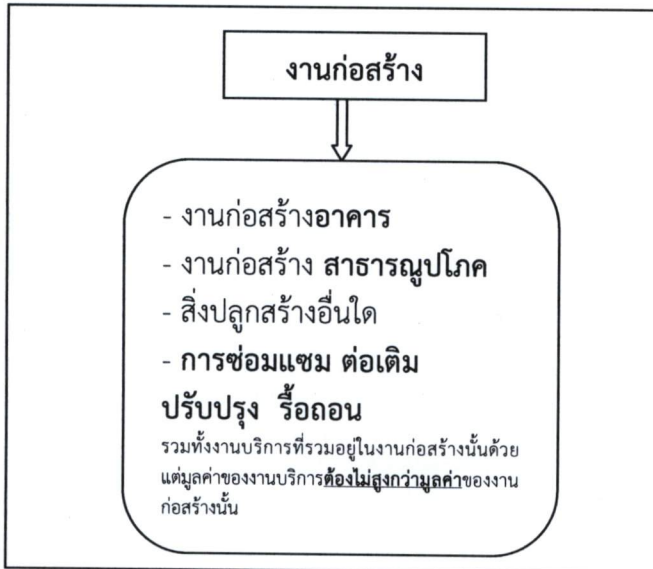 งานก่อสร้าง
- งานก่อสร้างอาคาร
- งานก่อสร้าง สาธารณูปโภค
- สิ่งปลูกสร้างอื่นใด
- การซ่อมแซม ต่อเติม
ปรับปรุง รื้อถอน
รวมทั้งงานบริการที่รวมอยู่ในงานก่อสร้างนั้นด้วย
แต่มูลค่าของงานบริการต้องไม่สูงกว่ามูลค่าของงาน
ก่อสร้างนั้น